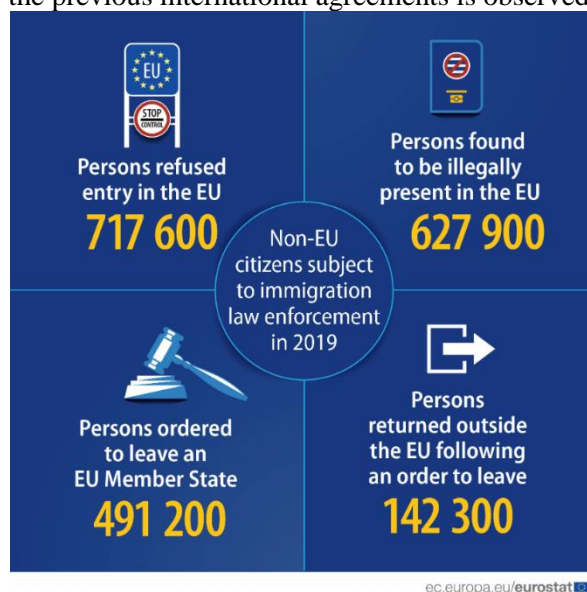 the previous international agreements is observed
EU
STOP
CONTROL
Persons refused
entry in the EU
717 600
Persons found
to be illegally
present in the EU
627 900
Non-EU
citizens subject
to immigration
law enforcement
in 2019
Persons ordered
to leave an
EU Member State
491 200
Persons
returned outside
the EU following
an order to leave
142 300
ec.europa.eu/eurostat